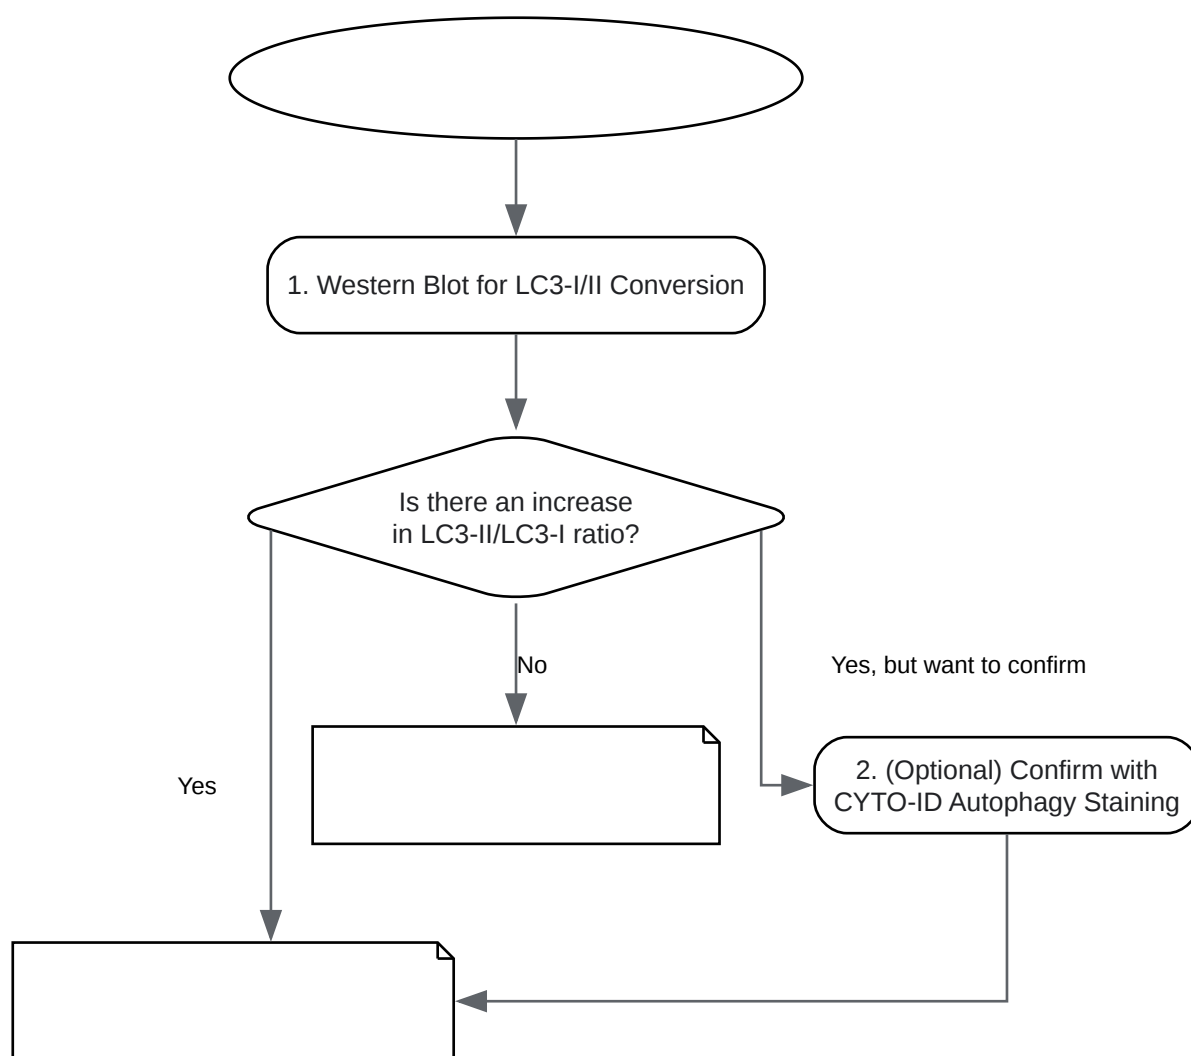 1. Western Blot for LC3-I/II Conversion
Is there an increase
in LC3-II/LC3-I ratio?
No
Yes, but want to confirm
Yes
2. (Optional) Confirm with
CYTO-ID Autophagy Staining